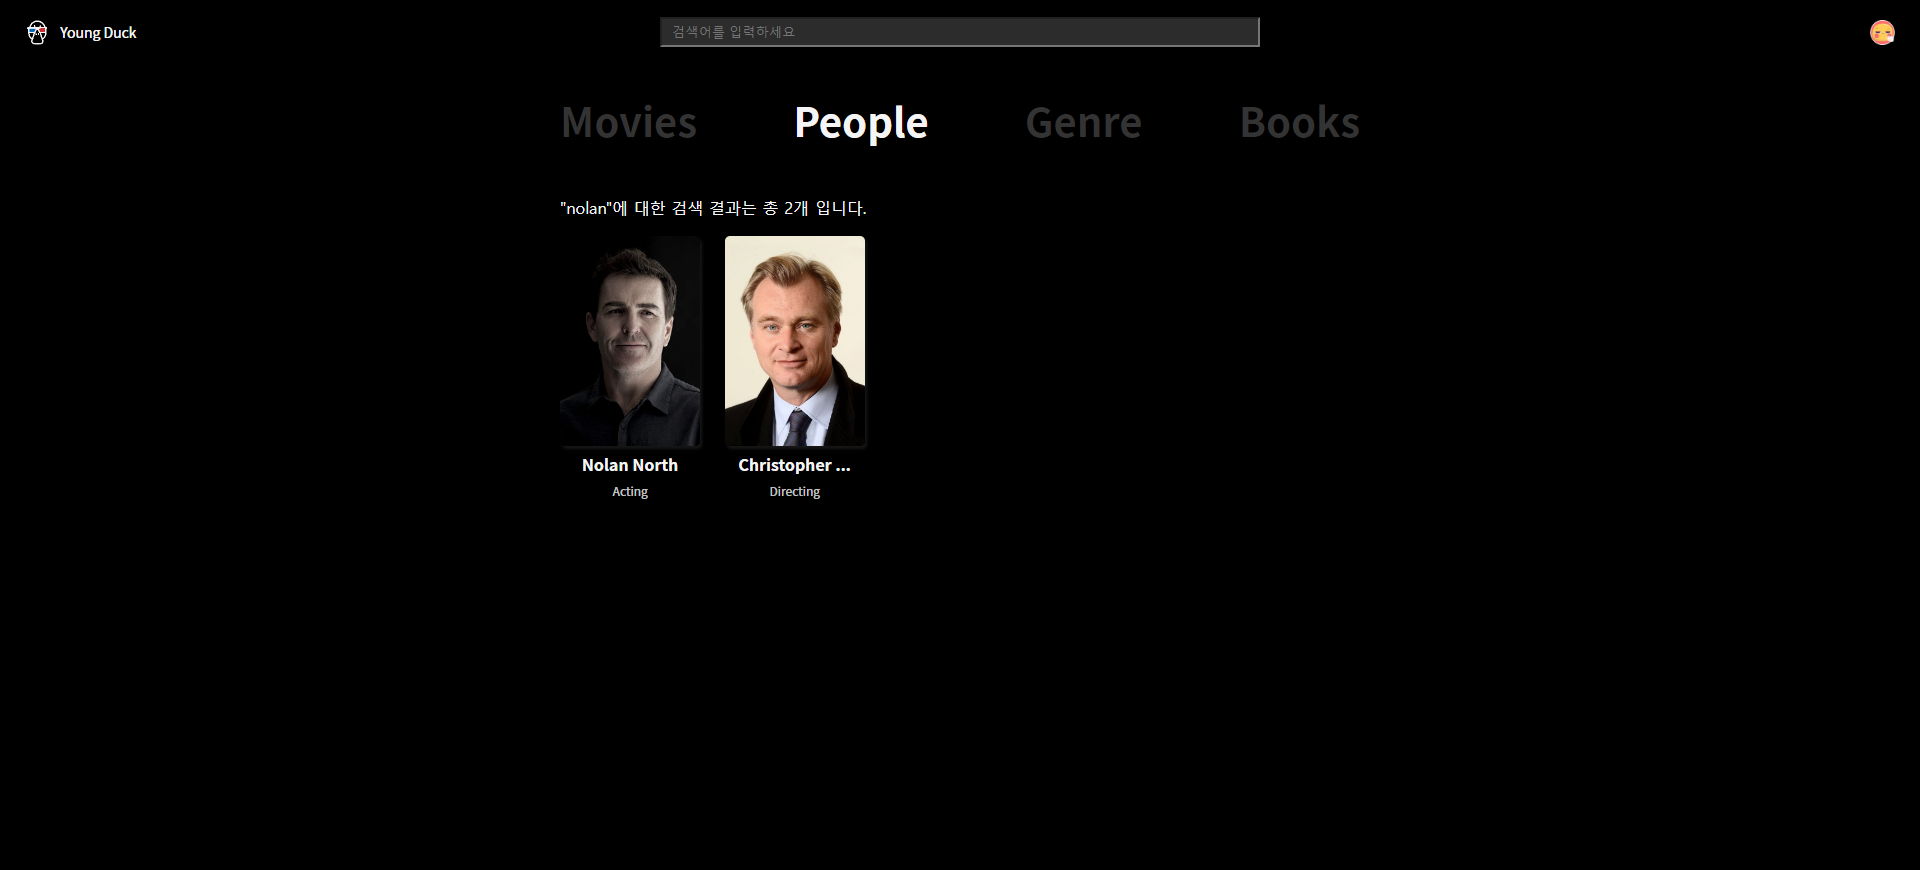 Young Duck
검색어를 입력하세요
Movies People Genre Books
"nolan"에 대한 검색 결과는 총 2개 입니다.
Nolan North
Acting
Christopher ...
Directing